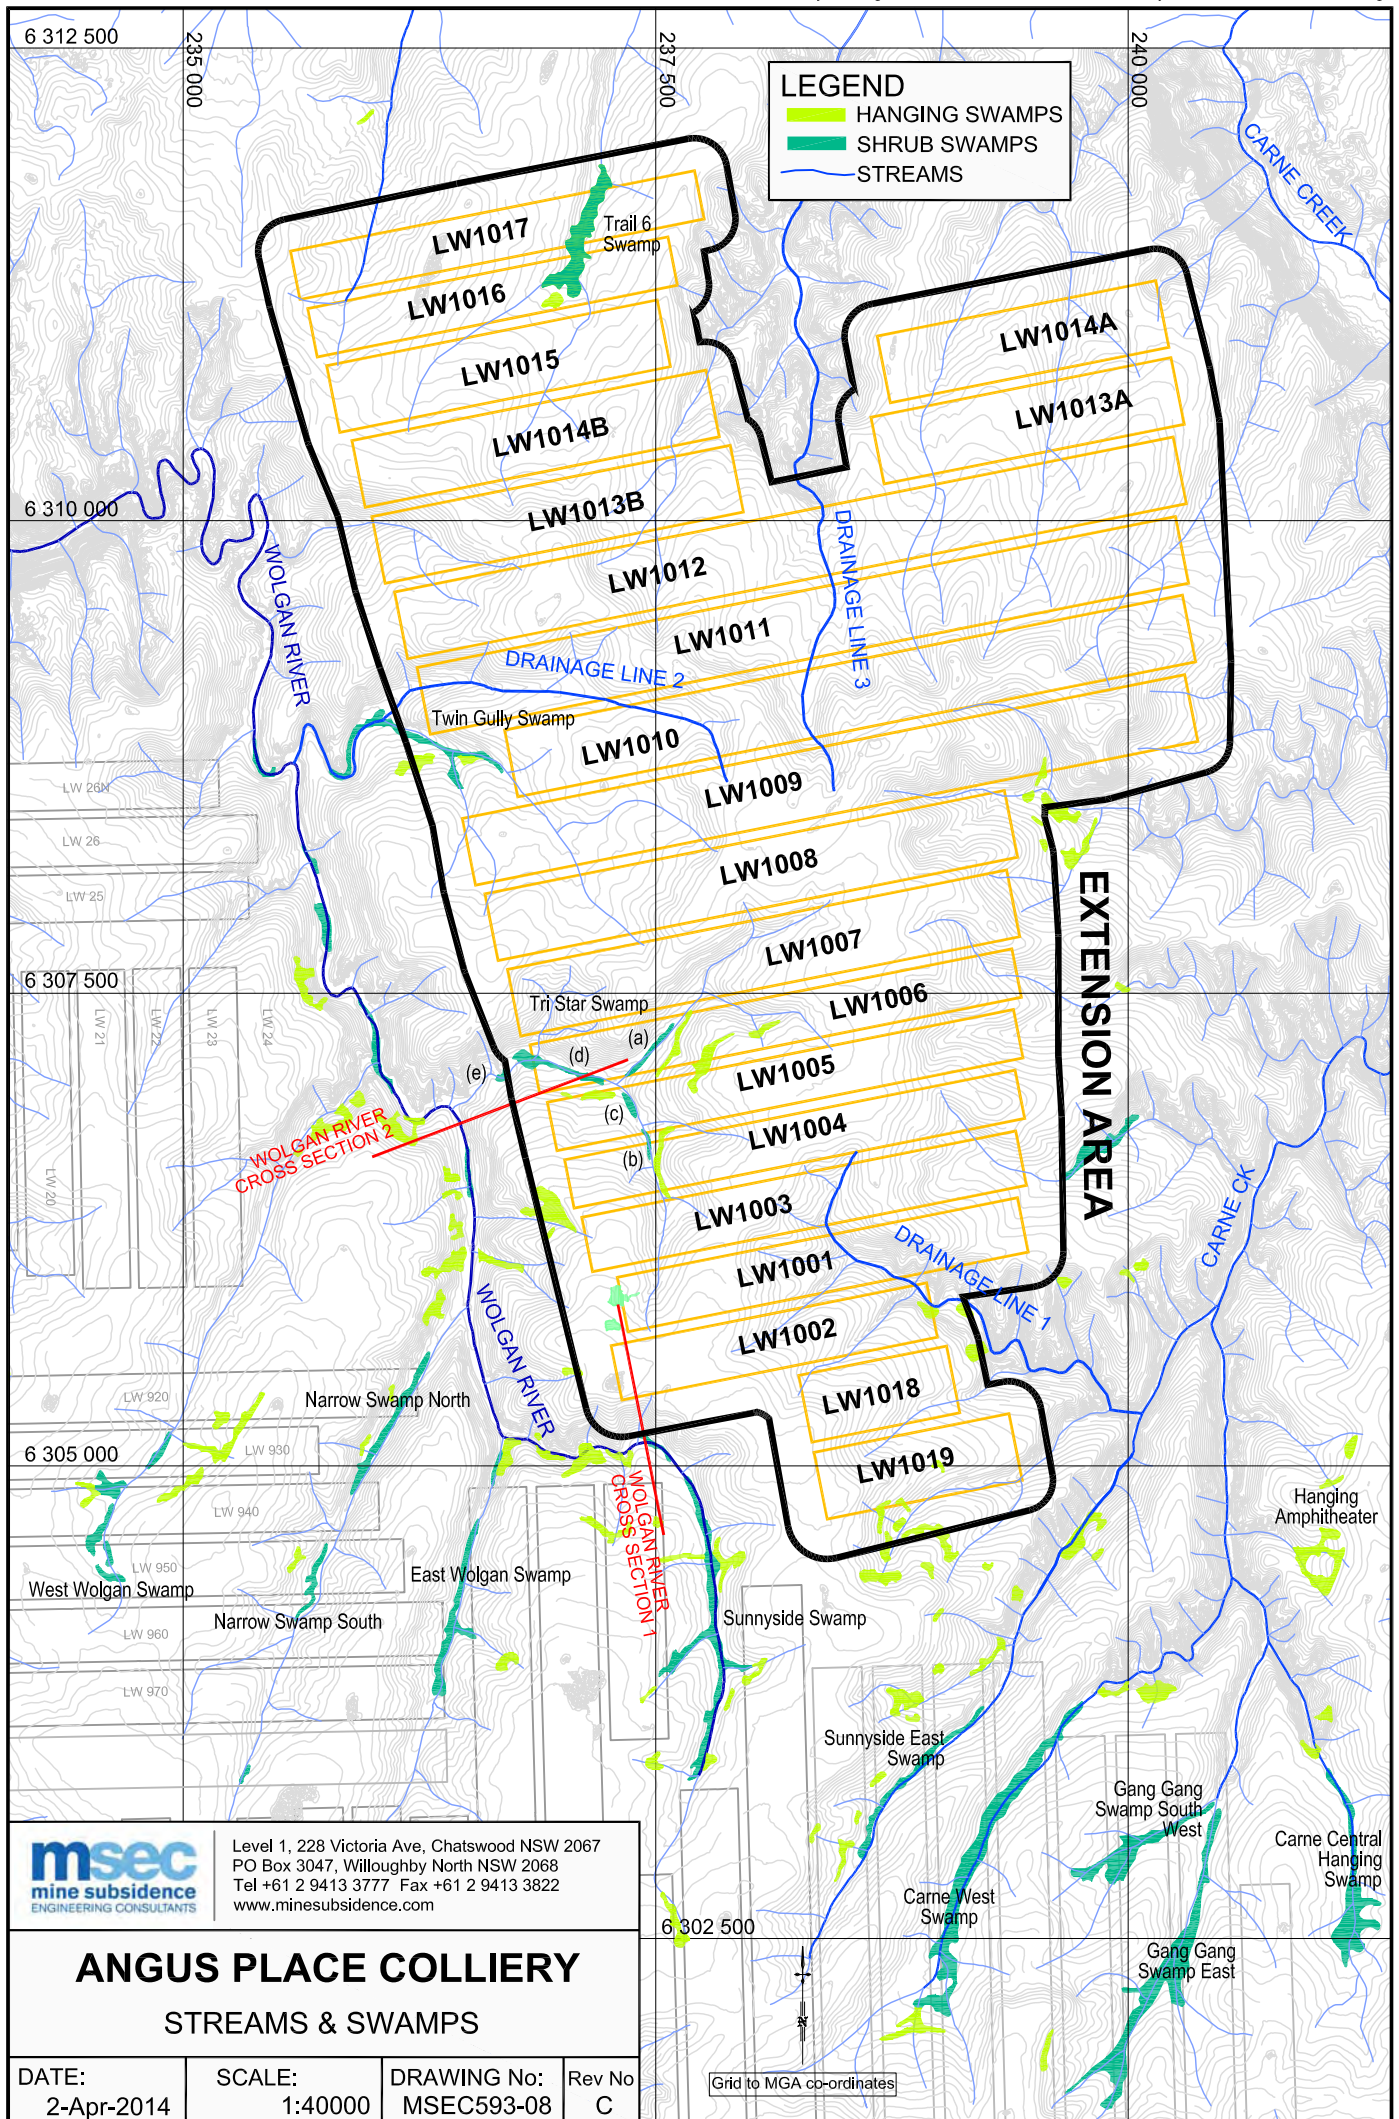 6 312 500
235 000
237 500
240 000
LEGEND
HANGING SWAMPS
SHRUB SWAMPS
STREAMS
CARNE CREEK
Trail 6
Swamp
LW1017
LW1016
LW1015
LW1014B
LW1013B
LW1014A
LW1013A
6 310 000
LW1012
LW1011
DRAINAGE LINE 3
WOLGAN RIVER
DRAINAGE LINE 2
Twin Gully Swamp
LW1010
LW1009
LW 26N
LW 26
LW 25
LW1008
EXTENSION AREA
LW1007
6 307 500
LW1006
Tri Star Swamp
LW 21
LW 22
LW 23
LW 24
(a)
(d)
(e)
(c)
(b)
LW1005
LW1004
WOLGAN RIVER
CROSS SECTION 2
LW 20
LW1003
CARNE CK
LW1001
DRAINAGE LINE 1
WOLGAN RIVER
LW1002
LW 920
Narrow Swamp North
LW1018
LW 930
6 305 000
LW1019
LW 940
WOLGAN RIVER
CROSS SECTION 1
Hanging
Amphitheater
LW 950
West Wolgan Swamp
East Wolgan Swamp
Narrow Swamp South
Sunnyside Swamp
LW 960
LW 970
Sunnyside East
Swamp
Gang Gang
Swamp South
West
Carne Central
Hanging
Swamp
Carne West
Swamp
6 302 500
Gang Gang
Swamp East
N
Grid to MGA co-ordinates
msec
mine subsidence
ENGINEERING CONSULTANTS
Level 1, 228 Victoria Ave, Chatswood NSW 2067
PO Box 3047, Willoughby North NSW 2068
Tel +61 2 9413 3777 Fax +61 2 9413 3822
www.minesubsidence.com
ANGUS PLACE COLLIERY
STREAMS & SWAMPS
DATE:
2-Apr-2014
SCALE:
1:40000
DRAWING No:
MSEC593-08
Rev No
C